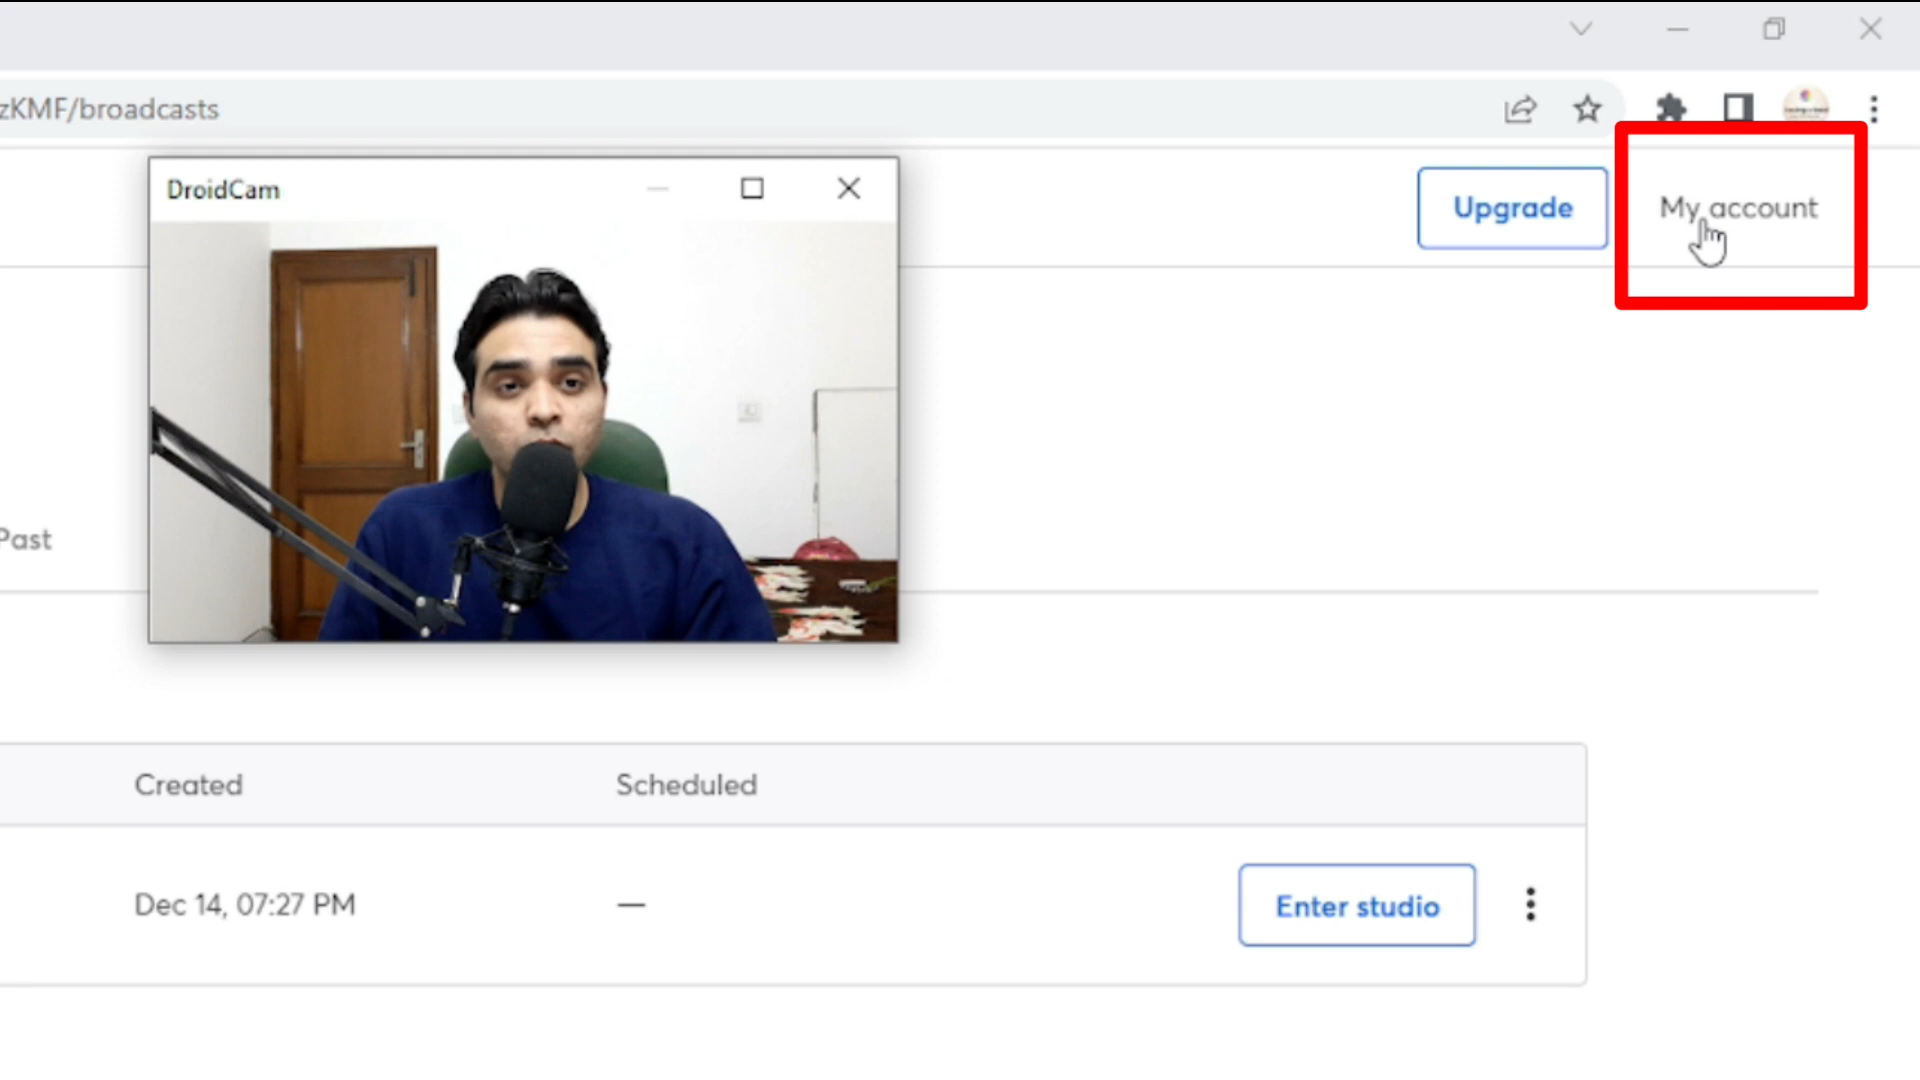 zKMF/broadcasts
DroidCam
Upgrade
My account
Past
Created
Scheduled
Dec 14, 07:27 PM
—
Enter studio